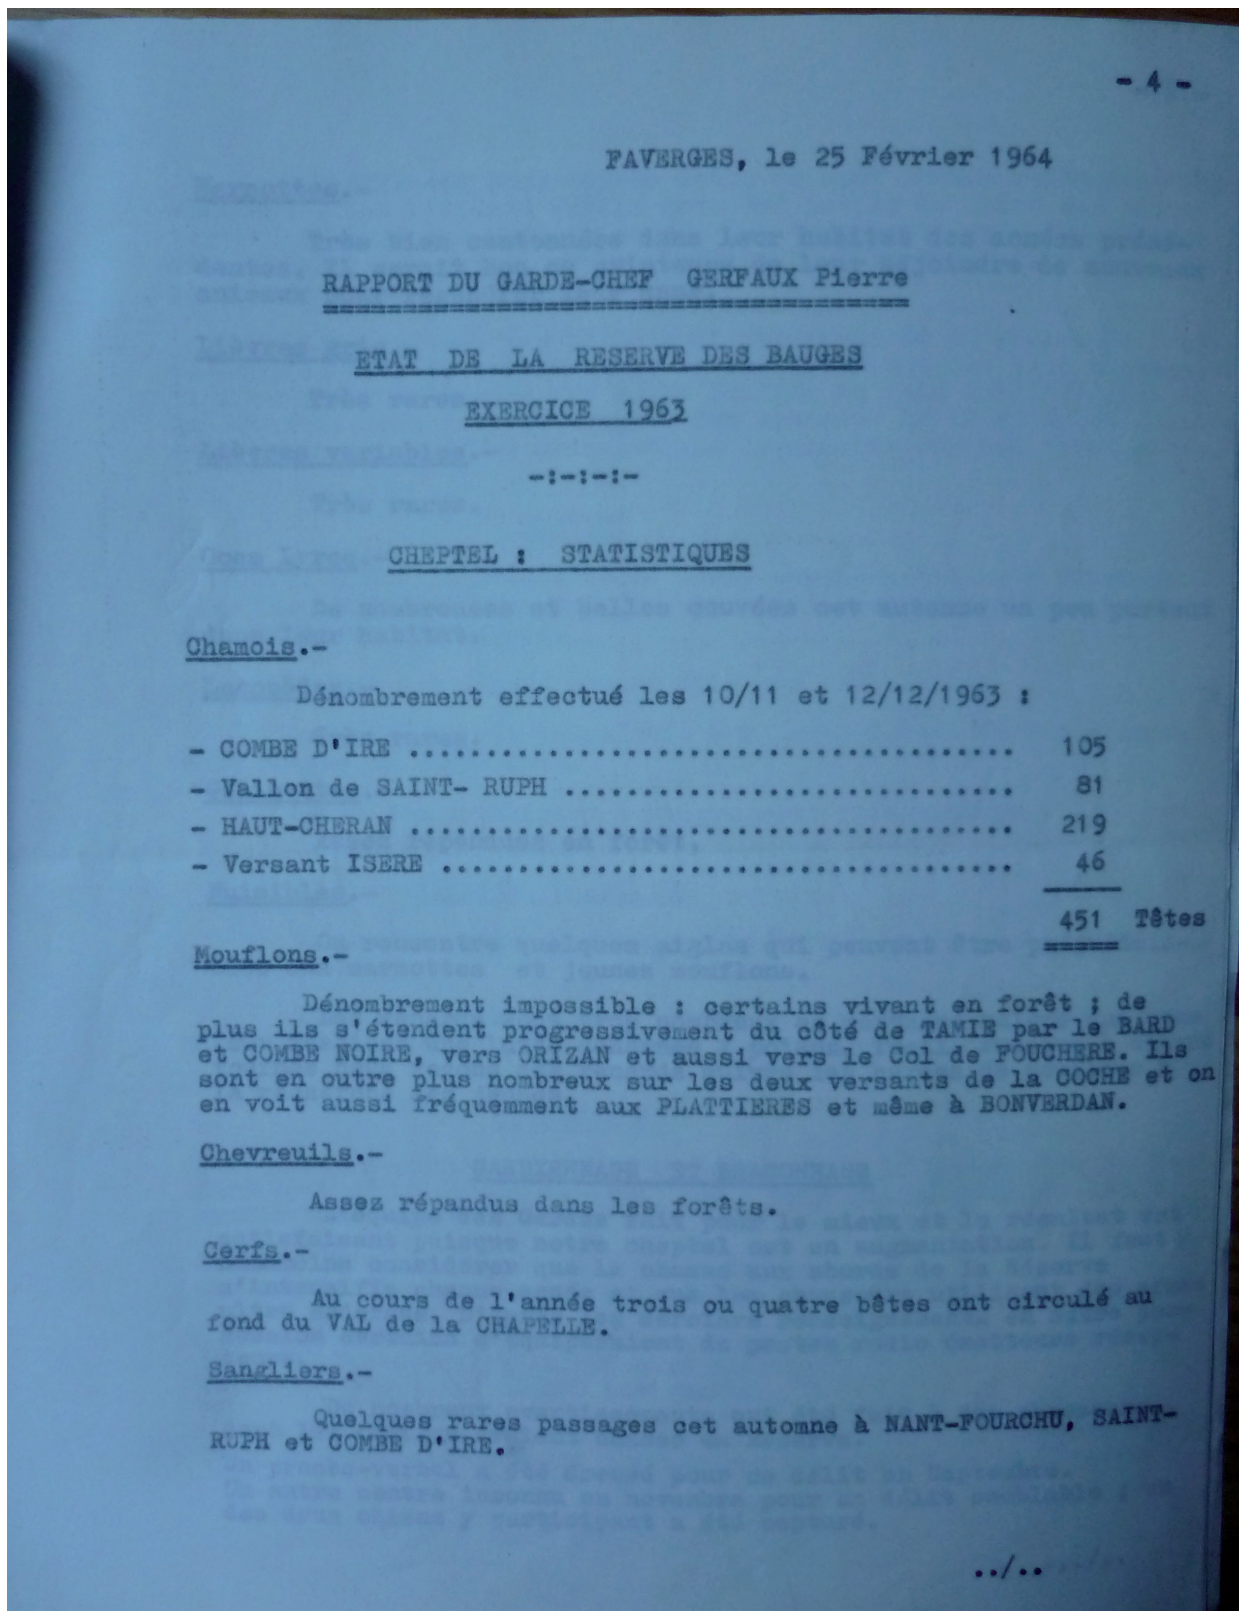 - 4 -
FAVERGES, le 25 Février 1964
RAPPORT DU GARDE-CHEF GERFAUX Pierre
ETAT DE LA RESERVE DES BAUGES
EXERCICE 1963
-:-:-:-
CHEPTEL : STATISTIQUES
Chamois.-
Dénombrement effectué les 10/11 et 12/12/1963 :
- COMBE D'IRE ....................................... 105
- Vallon de SAINT- RUPH ............................. 81
- HAUT-CHERAN ....................................... 219
- Versant ISERE ..................................... 46
451 Têtes
Mouflons.-
Dénombrement impossible : certains vivant en forêt ; de
plus ils s'étendent progressivement du côté de TAMIE par le BARD
et COMBE NOIRE, vers ORIZAN et aussi vers le Col de FOUCHERE. Ils
sont en outre plus nombreux sur les deux versants de la COCHE et on
en voit aussi fréquemment aux PLATTIERES et même à BONVERDAN.
Chevreuils.-
Assez répandus dans les forêts.
Cerfs.-
Au cours de l'année trois ou quatre bêtes ont circulé au
fond du VAL de la CHAPELLE.
Sangliers.-
Quelques rares passages cet automne à NANT-FOURCHU, SAINT-
RUPH et COMBE D'IRE.
../..